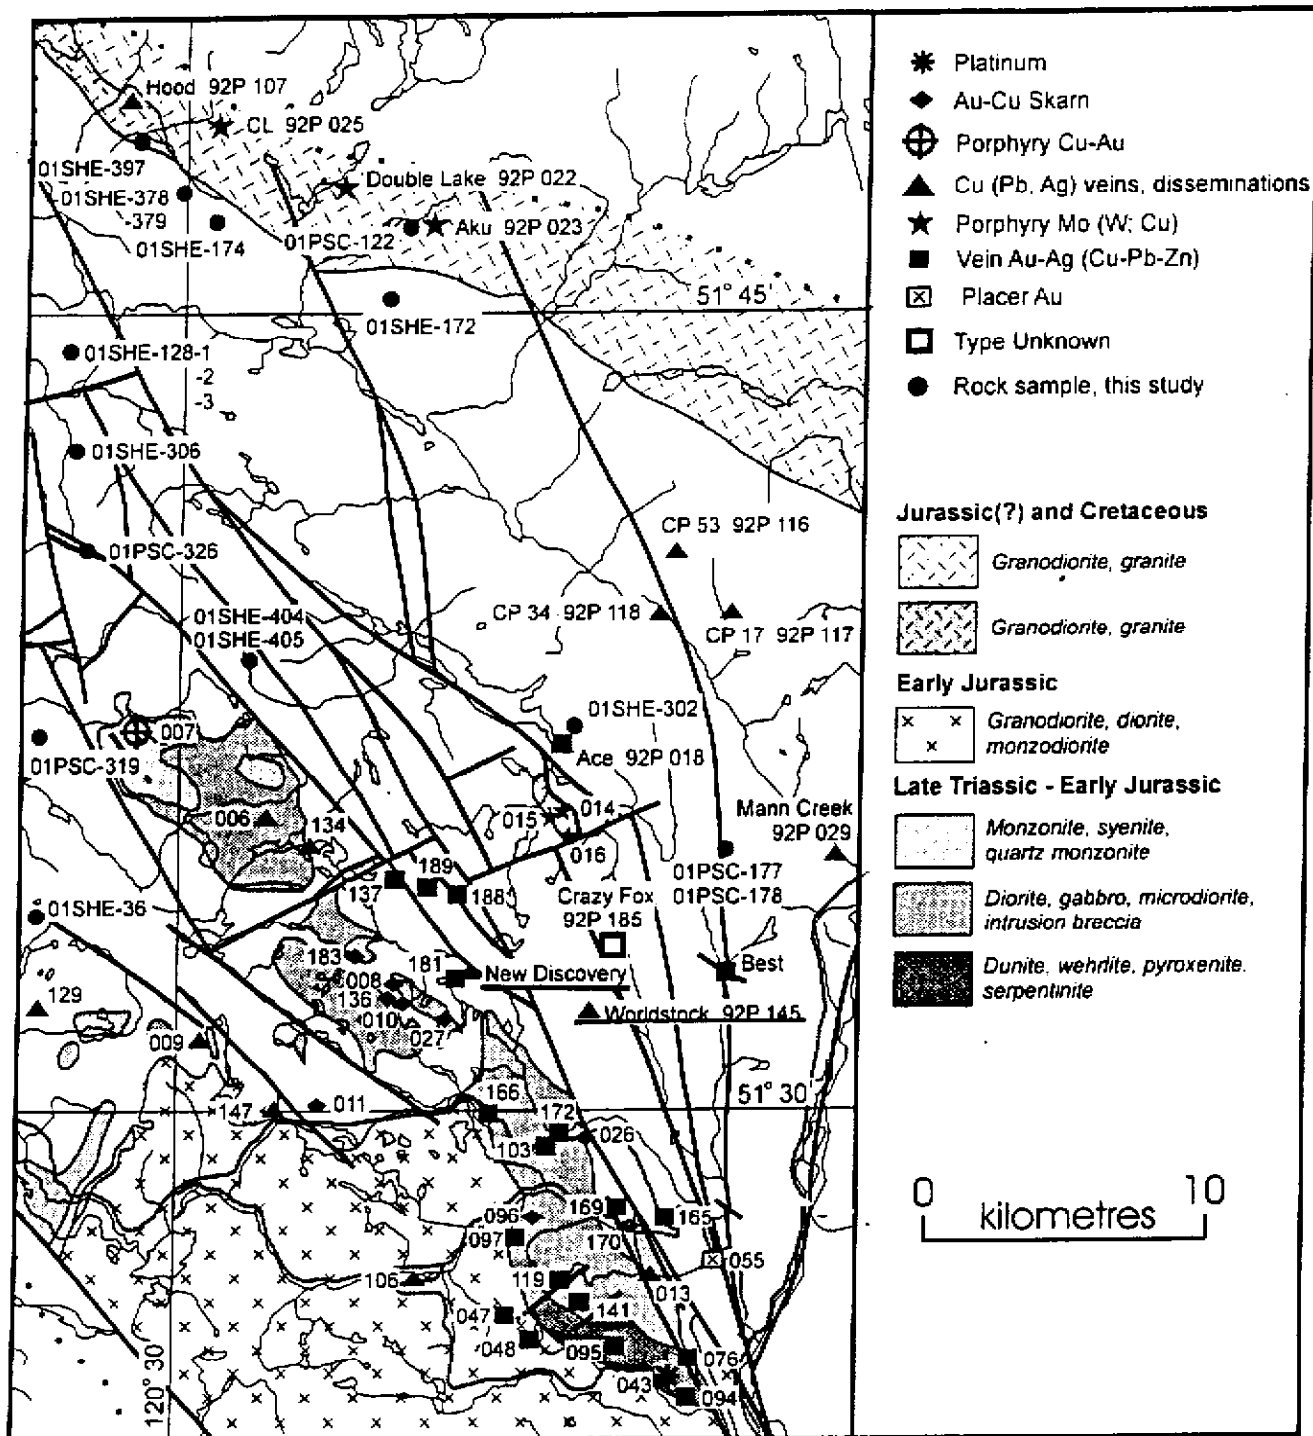 Hood 92P 107
CL 92P 025
01SHE-397
Double Lake 92P 022
01SHE-378
-379
01SHE-174
01PSC-122
Aku 92P 023
51° 45'
01SHE-172
01SHE-128-1
-2
-3
01SHE-306
CP 53 92P 116
01PSC-326
01SHE-404
01SHE-405
CP 34 92P 118
CP 17 92P 117
01SHE-302
007
01PSC-319
Ace 92P 018
006
134
015
014
016
Mann Creek
92P 029
01PSC-177
01PSC-178
137
189
188
Crazy Fox
92P 185
01SHE-36
183
008
181
New Discovery
Best
136
010
027
129
Worldstock 92P 145
009
51° 30
147
011
166
172
026
103
096
097
169
170
165
055
106
119
013
141
047
048
095
076
043
094
120° 30'
Platinum
Au-Cu Skarn
Porphyry Cu-Au
Cu (Pb, Ag) veins, disseminations
Porphyry Mo (W; Cu)
Vein Au-Ag (Cu-Pb-Zn)
Placer Au
Type Unknown
Rock sample, this study
Jurassic(?) and Cretaceous
Granodiorite, granite
Granodiorite, granite
Early Jurassic
Granodiorite, diorite,
monzodiorite
Late Triassic - Early Jurassic
Monzonite, syenite,
quartz monzonite
Diorite, gabbro, microdiorite,
intrusion breccia
Dunite, wehrlite, pyroxenite,
serpentinite
0 10
kilometres